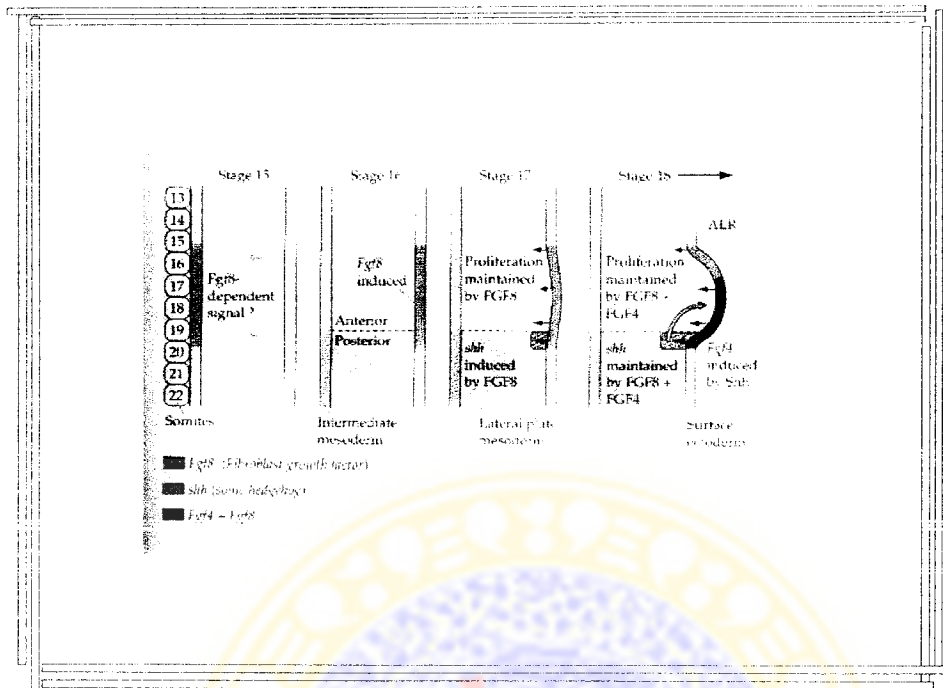 Stage 15
Stage 16
Stage 17
Stage 18
13
14
15
16
17
18
19
20
21
22
Fgf8-
dependent
signal ?
Somites
Fgf8
induced
Anterior
Posterior
Intermediate
mesoderm
Proliferation
maintained
by FGF8
shh
induced
by FGF8
Lateral plate
mesoderm
AER
Proliferation
maintained
by FGF8 +
FGF4
shh
maintained
by FGF8 +
FGF4
Fgf4
induced
by Shh
Surface
ectoderm
Fgf8 (Fibroblast growth factor)
shh (sonic hedgehog)
Fgf4 + Fgf8